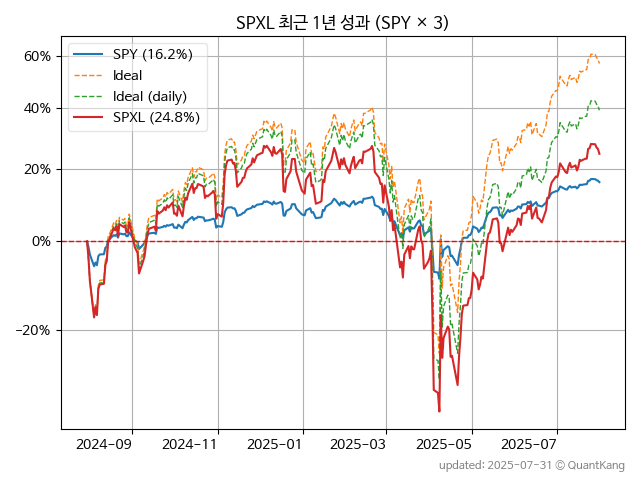 SPXL 최근 1년 성과 (SPY × 3)
60%
40%
20%
0%
−20%
SPY (16.2%)
Ideal
Ideal (daily)
SPXL (24.8%)
2024-09
2024-11
2025-01
2025-03
2025-05
2025-07
updated: 2025-07-31 © QuantKang